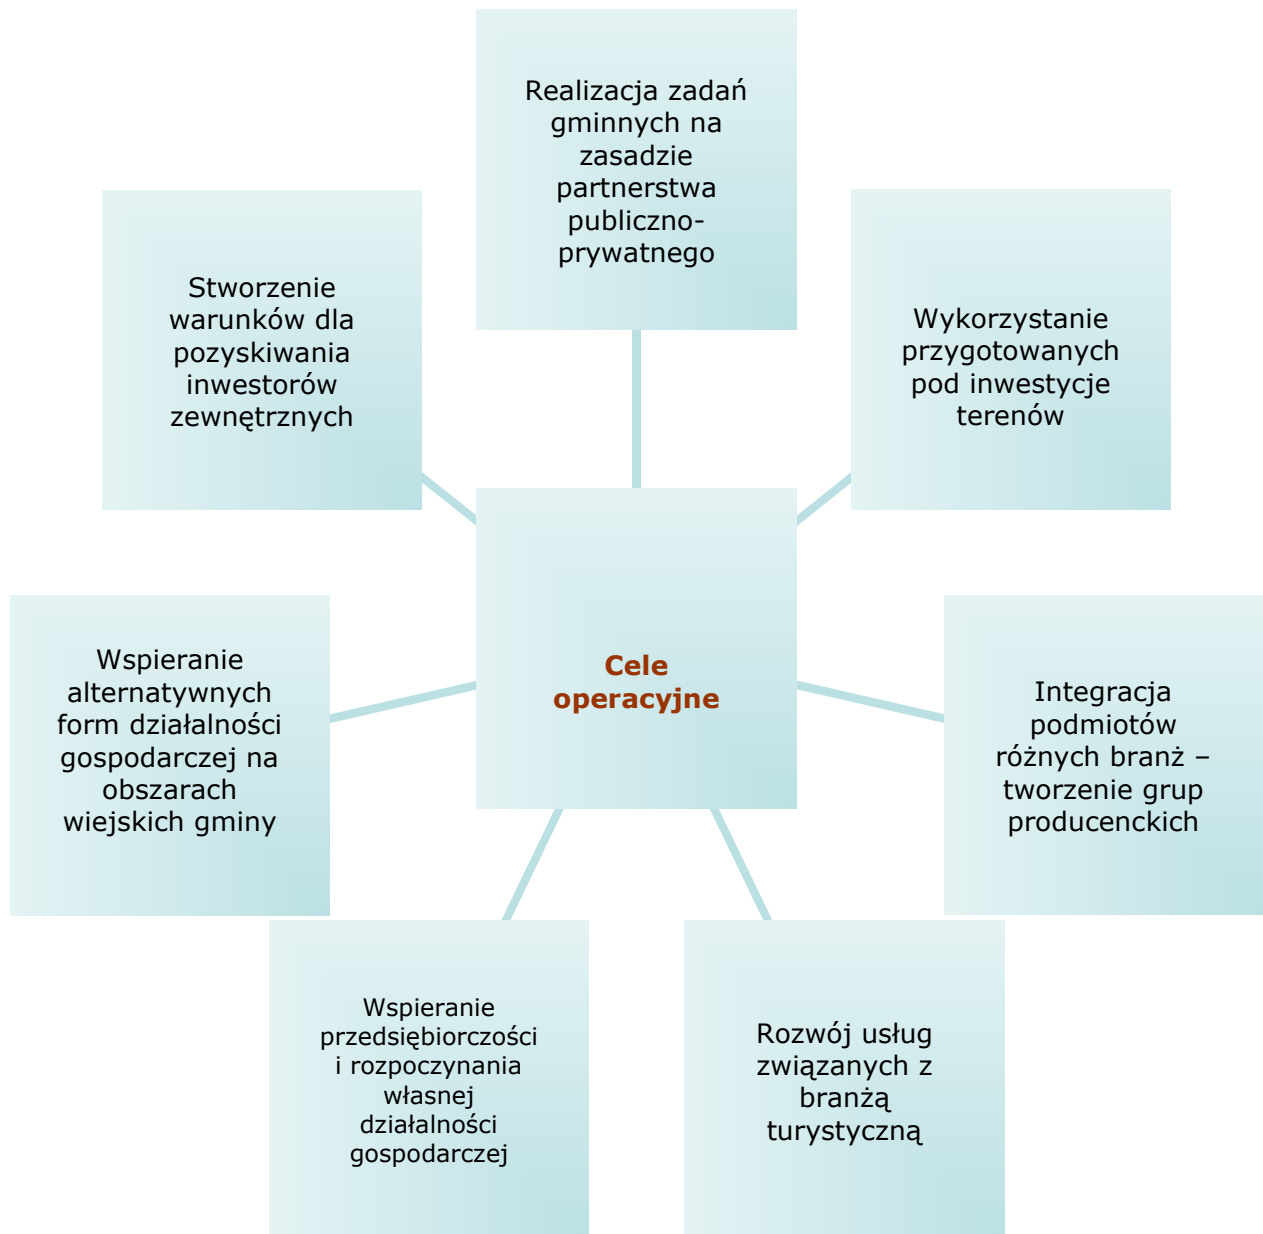 Realizacja zadań
gminnych na
zasadzie
partnerstwa
publiczno-
prywatnego
Stworzenie
warunków dla
pozyskiwania
inwestorów
zewnętrznych
Wykorzystanie
przygotowanych
pod inwestycje
terenów
Cele
operacyjne
Wspieranie
alternatywnych
form działalności
gospodarczej na
obszarach
wiejskich gminy
Integracja
podmiotów
różnych branż –
tworzenie grup
producenckich
Wspieranie
przedsiębiorczości
i rozpoczynania
własnej
działalności
gospodarczej
Rozwój usług
związanych z
branżą
turystyczną